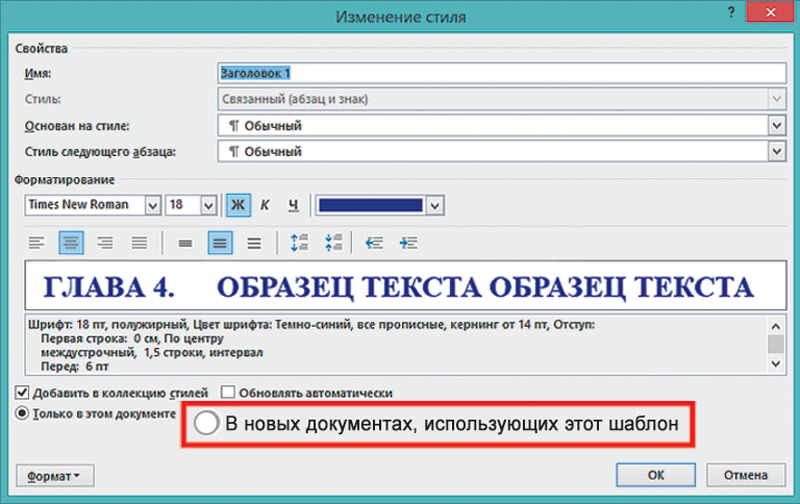 Изменение стиля
?
Свойства
Имя: Заголовок 1
Стиль: Связанный (абзац и знак)
Основан на стиле: ¶ Обычный
Стиль следующего абзаца: ¶ Обычный
Форматирование
Times New Roman 18 Ж К Ч
ГЛАВА 4. ОБРАЗЕЦ ТЕКСТА ОБРАЗЕЦ ТЕКСТА
Шрифт: 18 пт, полужирный, Цвет шрифта: Темно-синий, все прописные, кернинг от 14 пт, Отступ:
Первая строка: 0 см, По центру
междустрочный, 1,5 строки, интервал
Перед: 6 пт
Добавить в коллекцию стилей Обновлять автоматически
Только в этом документе В новых документах, использующих этот шаблон
Формат ОК Отмена